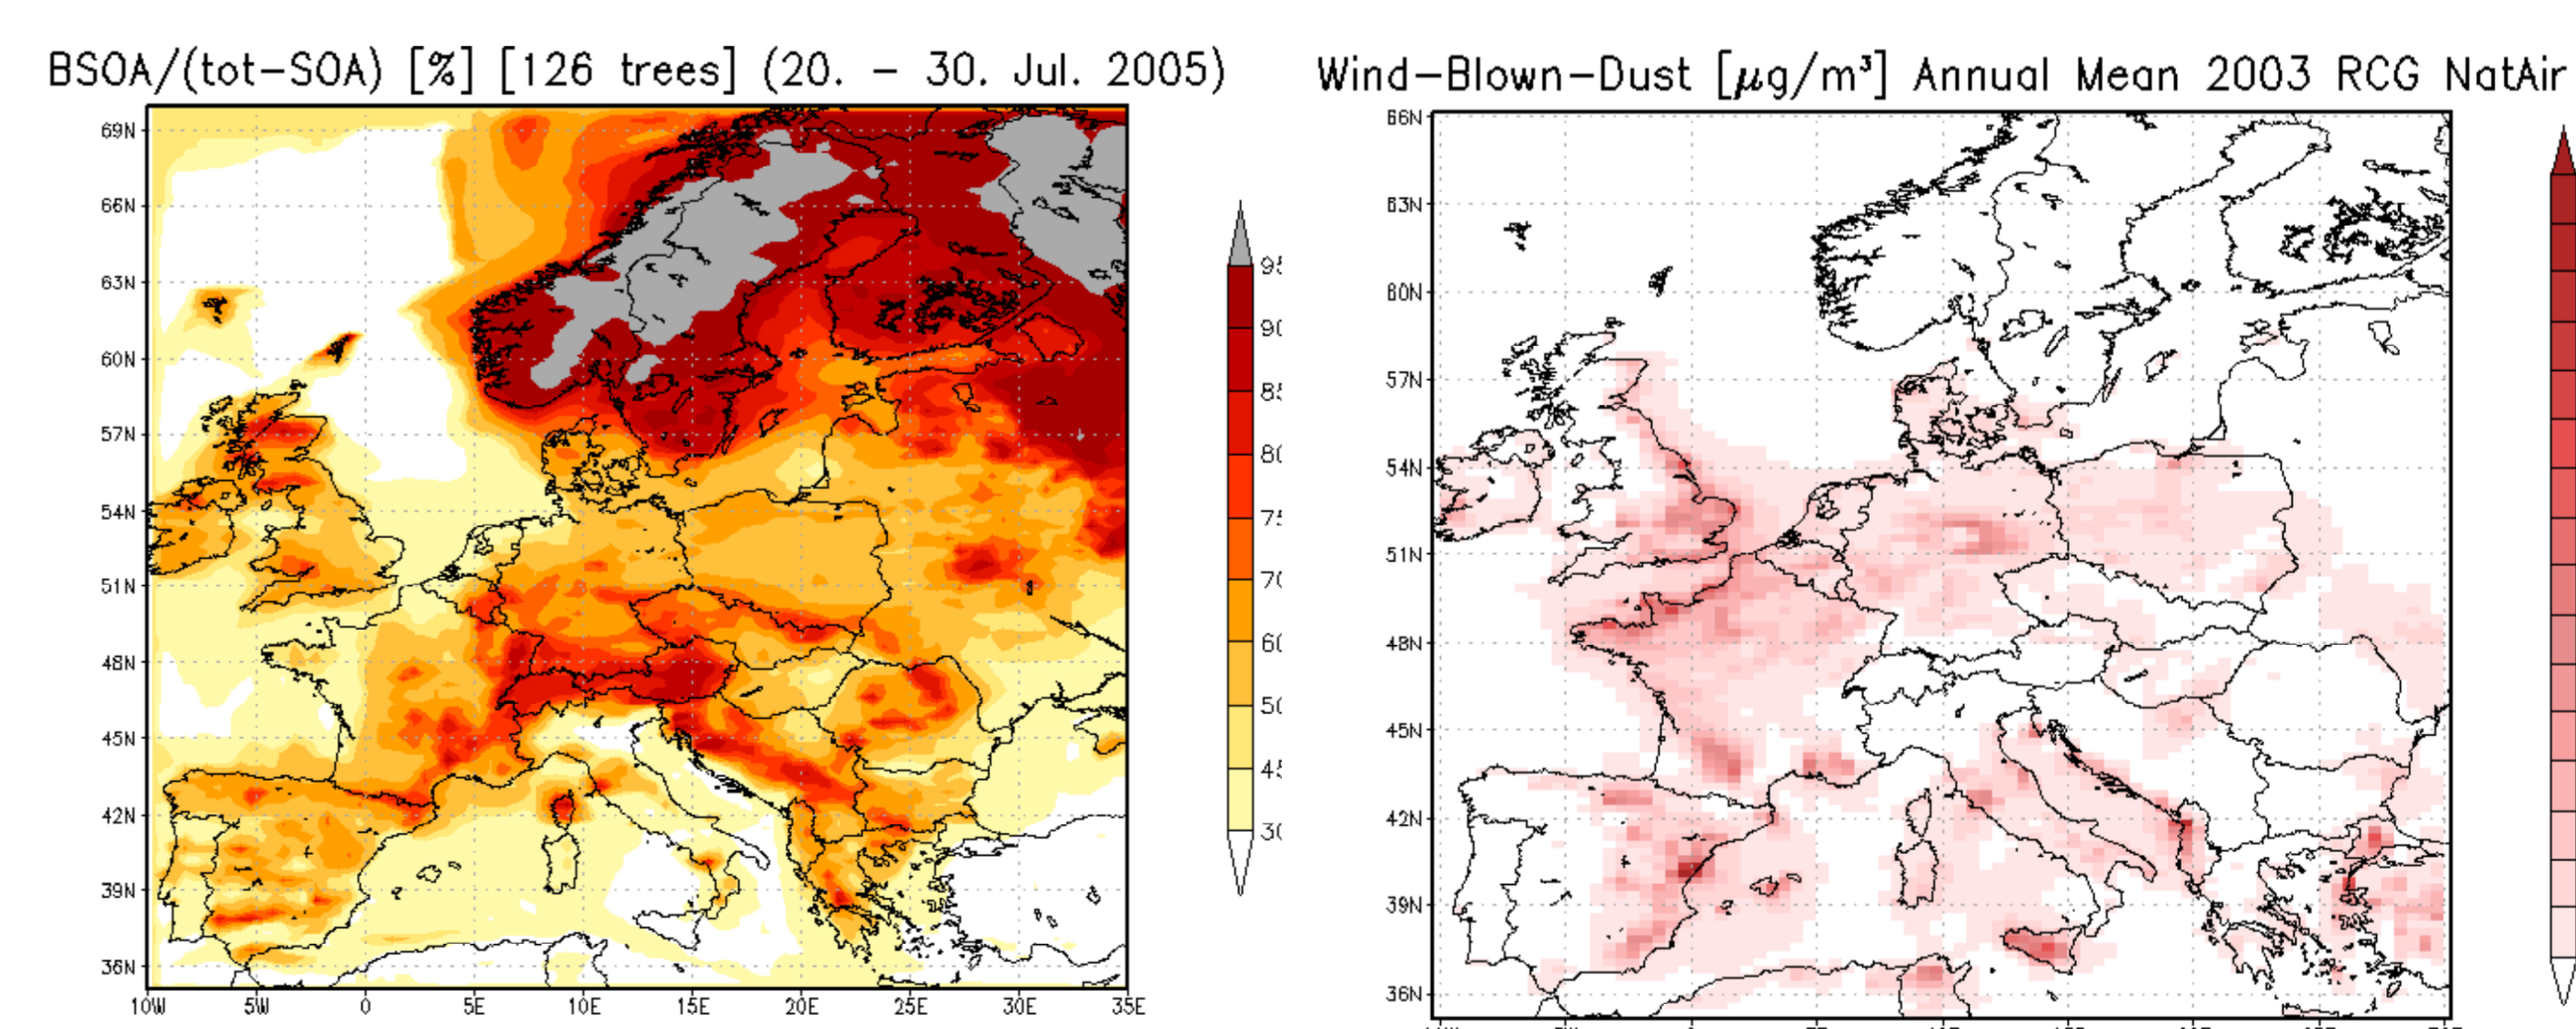 BSOA/(tot-SOA) [%] [126 trees] (20. - 30. Jul. 2005)
69N
66N
63N
60N
57N
54N
51N
48N
45N
42N
39N
36N
10W 5W 0 5E 10E 15E 20E 25E 30E 35E
95
90
85
80
75
70
60
50
45
30
Wind-Blown-Dust [µg/m³] Annual Mean 2003 RCG NatAir
66N
63N
60N
57N
54N
51N
48N
45N
42N
39N
36N